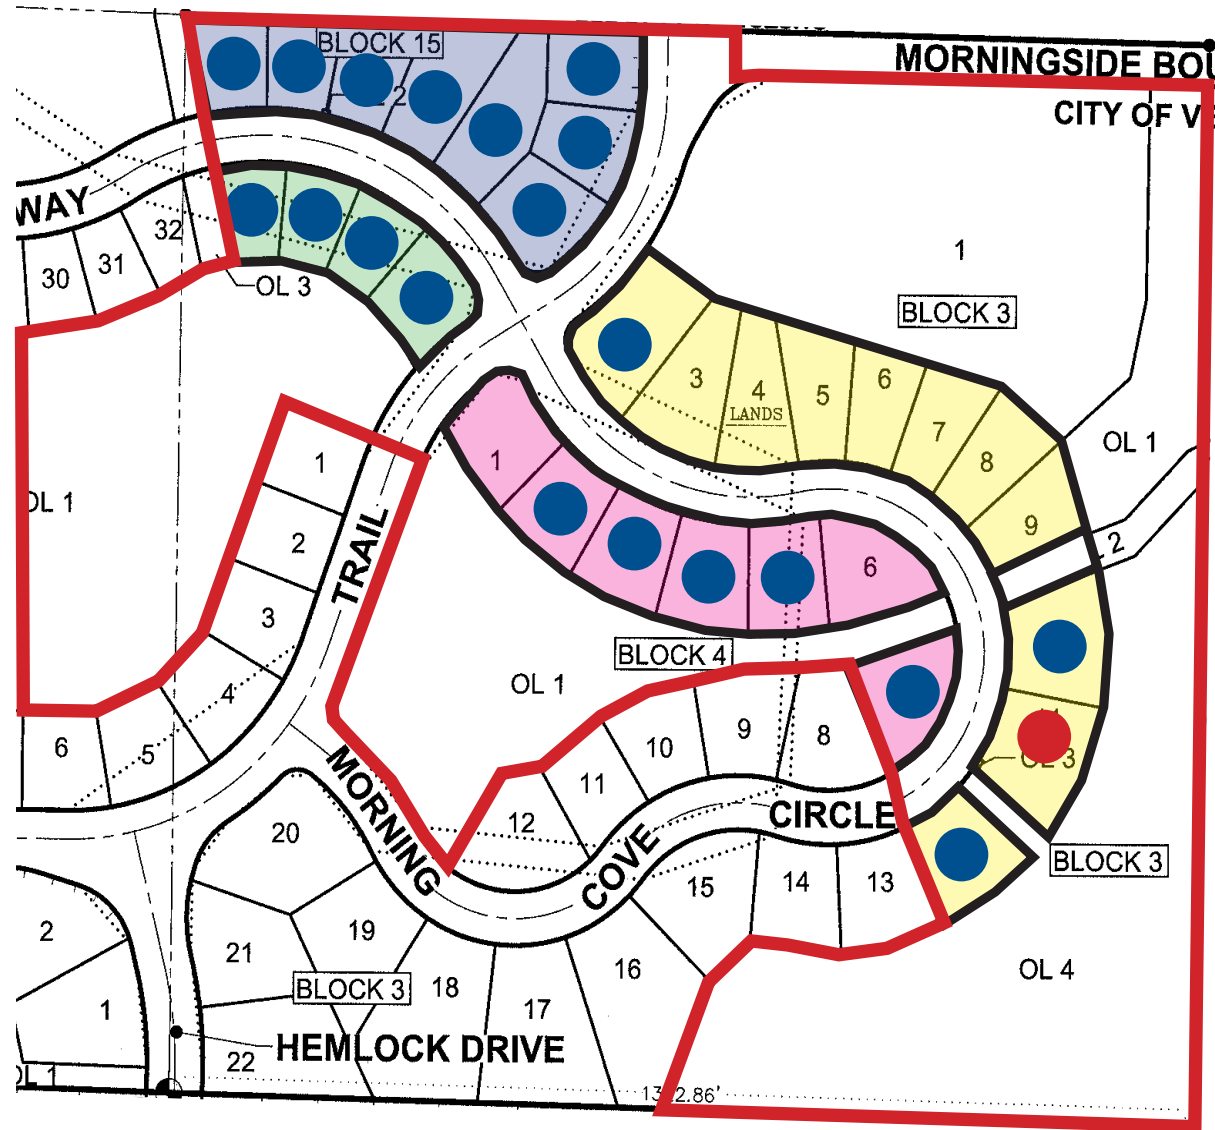 BLOCK 15
MORNINGSIDE BOU
CITY OF V
2
WAY
32
31
30
OL 3
1
BLOCK 3
3
4
LANDS
5
6
7
8
9
OL 1
1
1
2
3
4
5
6
OL 1
TRAIL
2
6
BLOCK 4
OL 1
OL 3
8
9
10
11
12
MORNING
COVE
CIRCLE
BLOCK 3
13
14
15
16
17
18
19
20
21
22
BLOCK 3
2
1
OL 4
HEMLOCK DRIVE